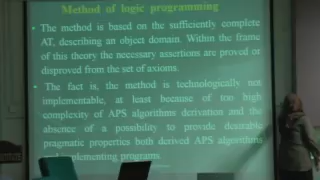 Method of logic programming
• The method is based on the sufficiently complete
AT, describing an object domain. Within the frame
of this theory the necessary assertions are proved or
disproved from the set of axioms.
• The fact is, the method is technologically not
implementable, at least because of too high
complexity of APS algorithms derivation and the
absence of a possibility to provide desirable
pragmatic properties both derived APS algorithms
implementing programs.